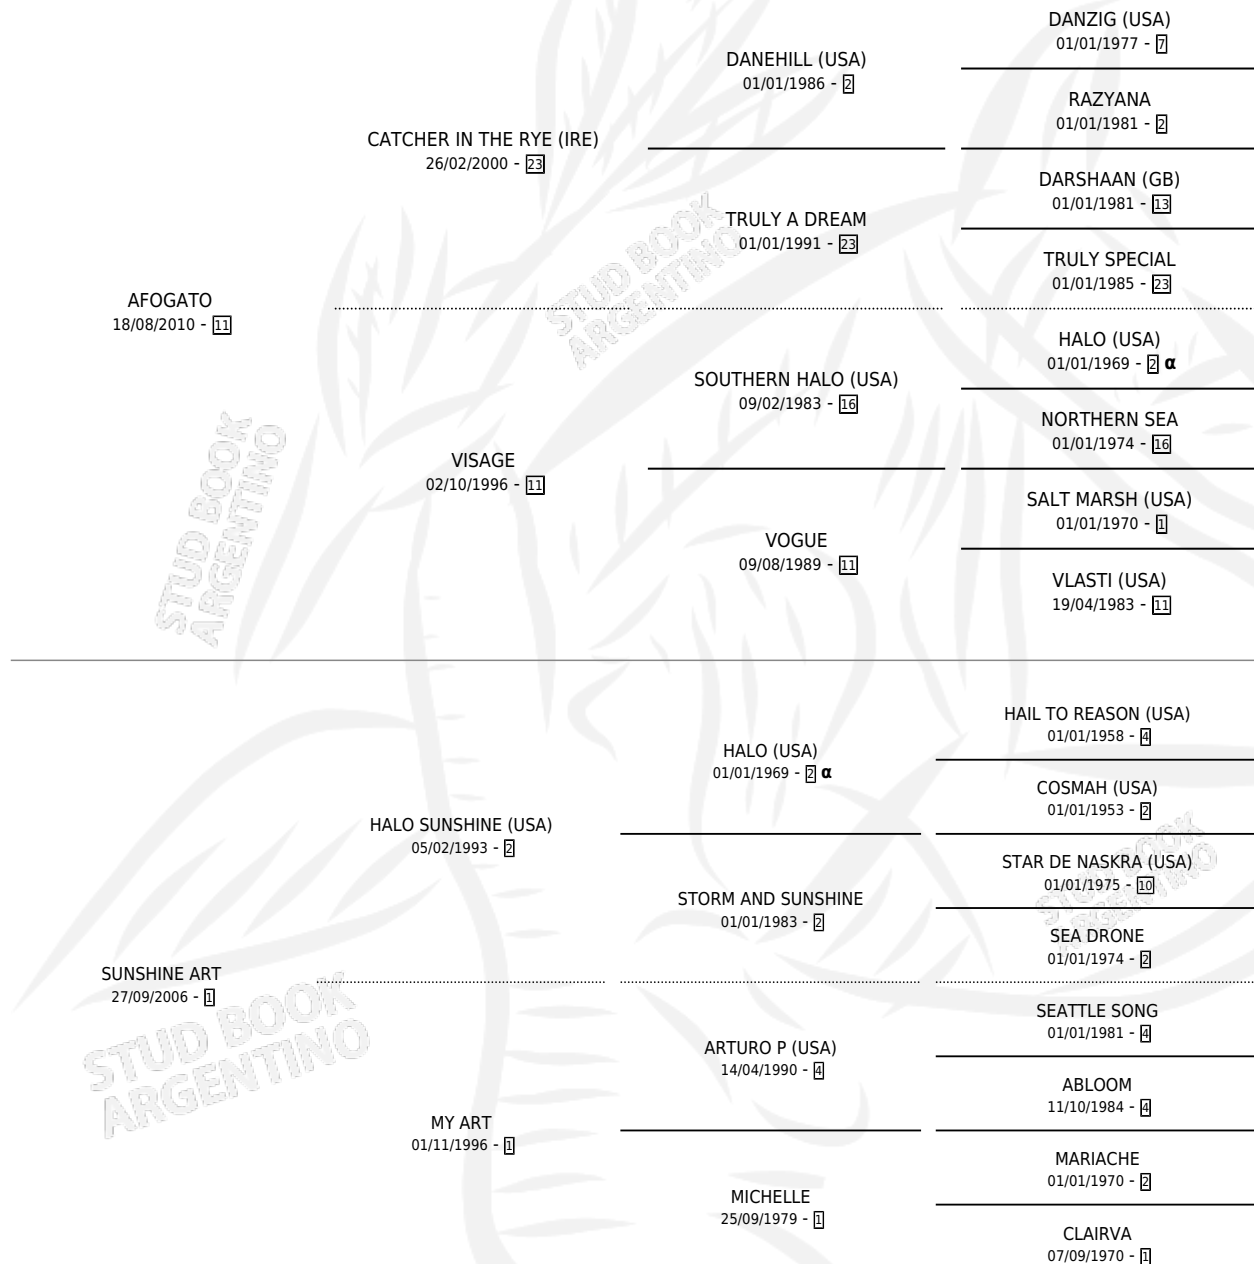 DANZIG (USA)
01/01/1977 - 7
DANEHILL (USA)
01/01/1986 - 2
RAZYANA
01/01/1981 - 2
CATCHER IN THE RYE (IRE)
26/02/2000 - 23
DARSHAAN (GB)
01/01/1981 - 13
TRULY A DREAM
01/01/1991 - 23
TRULY SPECIAL
01/01/1985 - 23
AFOGATO
18/08/2010 - 11
HALO (USA)
01/01/1969 - 2 α
SOUTHERN HALO (USA)
09/02/1983 - 16
NORTHERN SEA
01/01/1974 - 16
VISAGE
02/10/1996 - 11
SALT MARSH (USA)
01/01/1970 - 1
VOGUE
09/08/1989 - 11
VLASTI (USA)
19/04/1983 - 11
HAIL TO REASON (USA)
01/01/1958 - 4
HALO (USA)
01/01/1969 - 2 α
COSMAH (USA)
01/01/1953 - 2
HALO SUNSHINE (USA)
05/02/1993 - 2
STAR DE NASKRA (USA)
01/01/1975 - 10
STORM AND SUNSHINE
01/01/1983 - 2
SEA DRONE
01/01/1974 - 2
SUNSHINE ART
27/09/2006 - 1
SEATTLE SONG
01/01/1981 - 4
ARTURO P (USA)
14/04/1990 - 4
ABLOOM
11/10/1984 - 4
MY ART
01/11/1996 - 1
MARIACHE
01/01/1970 - 2
MICHELLE
25/09/1979 - 1
CLAIRVA
07/09/1970 - 1
STUD BOOK
ARGENTINO
STUD BOOK
ARGENTINO
STUD BOOK
ARGENTINO
STUD BOOK
ARGENTINO